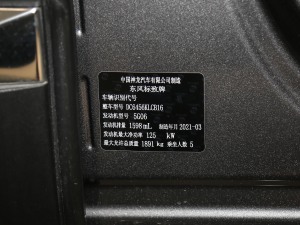 中国神龙汽车有限公司制造
东风标致牌
车辆识别代号
整车型号 DC6456KLCB16
发动机型号 5G06
发动机排量 1598 mL 制造年月 2021-03
发动机最大净功率 125 kW
最大允许总质量 1891 kg 乘坐人数 5